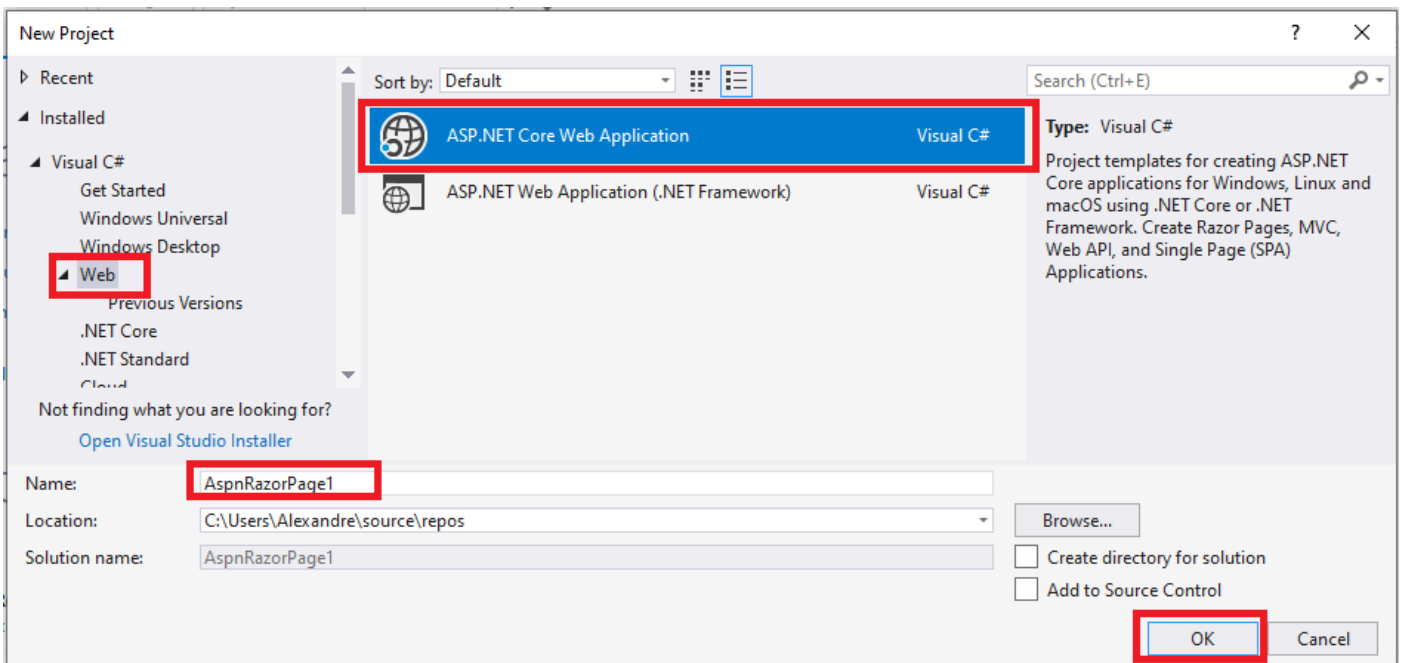 New Project
?
Recent
Installed
Visual C#
Get Started
Windows Universal
Windows Desktop
Web
Previous Versions
.NET Core
.NET Standard
Cloud
Not finding what you are looking for?
Open Visual Studio Installer
Sort by: Default
ASP.NET Core Web Application Visual C#
ASP.NET Web Application (.NET Framework) Visual C#
Search (Ctrl+E)
Type: Visual C#
Project templates for creating ASP.NET
Core applications for Windows, Linux and
macOS using .NET Core or .NET
Framework. Create Razor Pages, MVC,
Web API, and Single Page (SPA)
Applications.
Name: AspnRazorPage1
Location: C:\Users\Alexandre\source\repos
Browse...
Solution name: AspnRazorPage1
Create directory for solution
Add to Source Control
OK Cancel